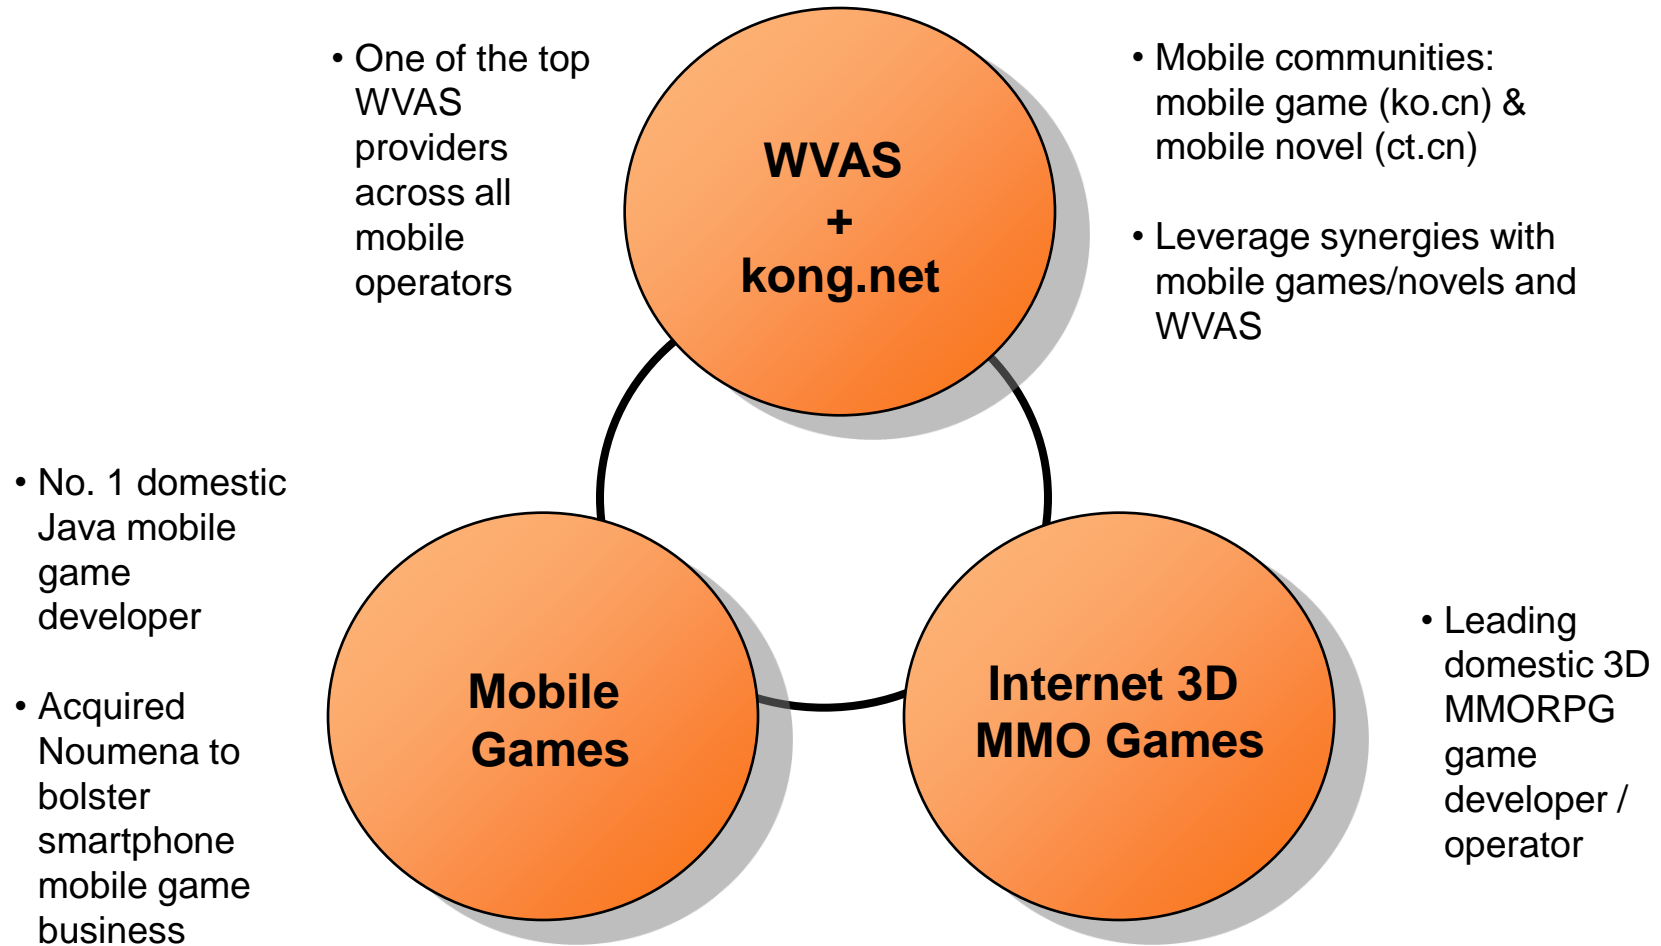 • One of the top
WVAS
providers
across all
mobile
operators
WVAS
+
kong.net
• Mobile communities:
mobile game (ko.cn) &
mobile novel (ct.cn)
• Leverage synergies with
mobile games/novels and
WVAS
• No. 1 domestic
Java mobile
game
developer
• Acquired
Noumena to
bolster
smartphone
mobile game
business
Mobile
Games
Internet 3D
MMO Games
• Leading
domestic 3D
MMORPG
game
developer /
operator